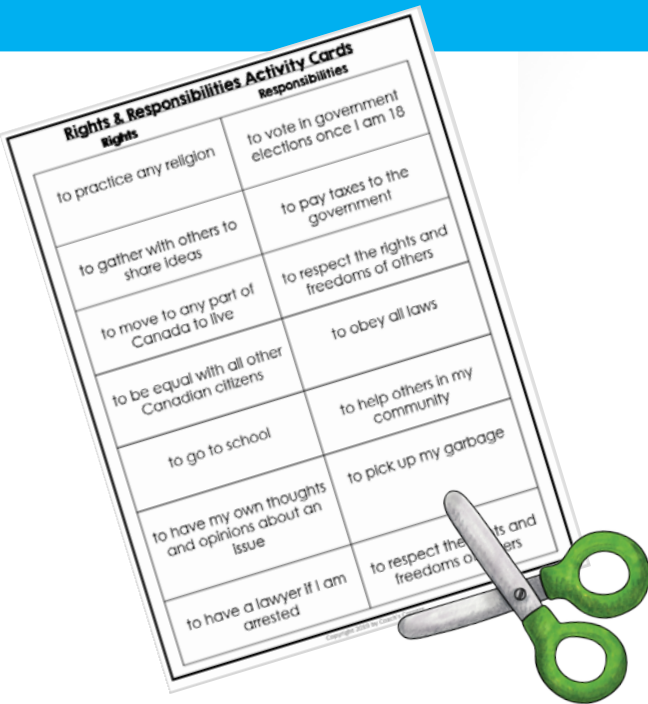 Rights & Responsibilities Activity Cards
Rights
Responsibilities
to practice any religion
to vote in government
elections once I am 18
to gather with others to
share ideas
to pay taxes to the
government
to move to any part of
Canada to live
to respect the rights and
freedoms of others
to be equal with all other
Canadian citizens
to obey all laws
to go to school
to help others in my
community
to have my own thoughts
and opinions about an
issue
to pick up my garbage
to have a lawyer if I am
arrested
to respect the and
freedoms
Copyright 2019 by